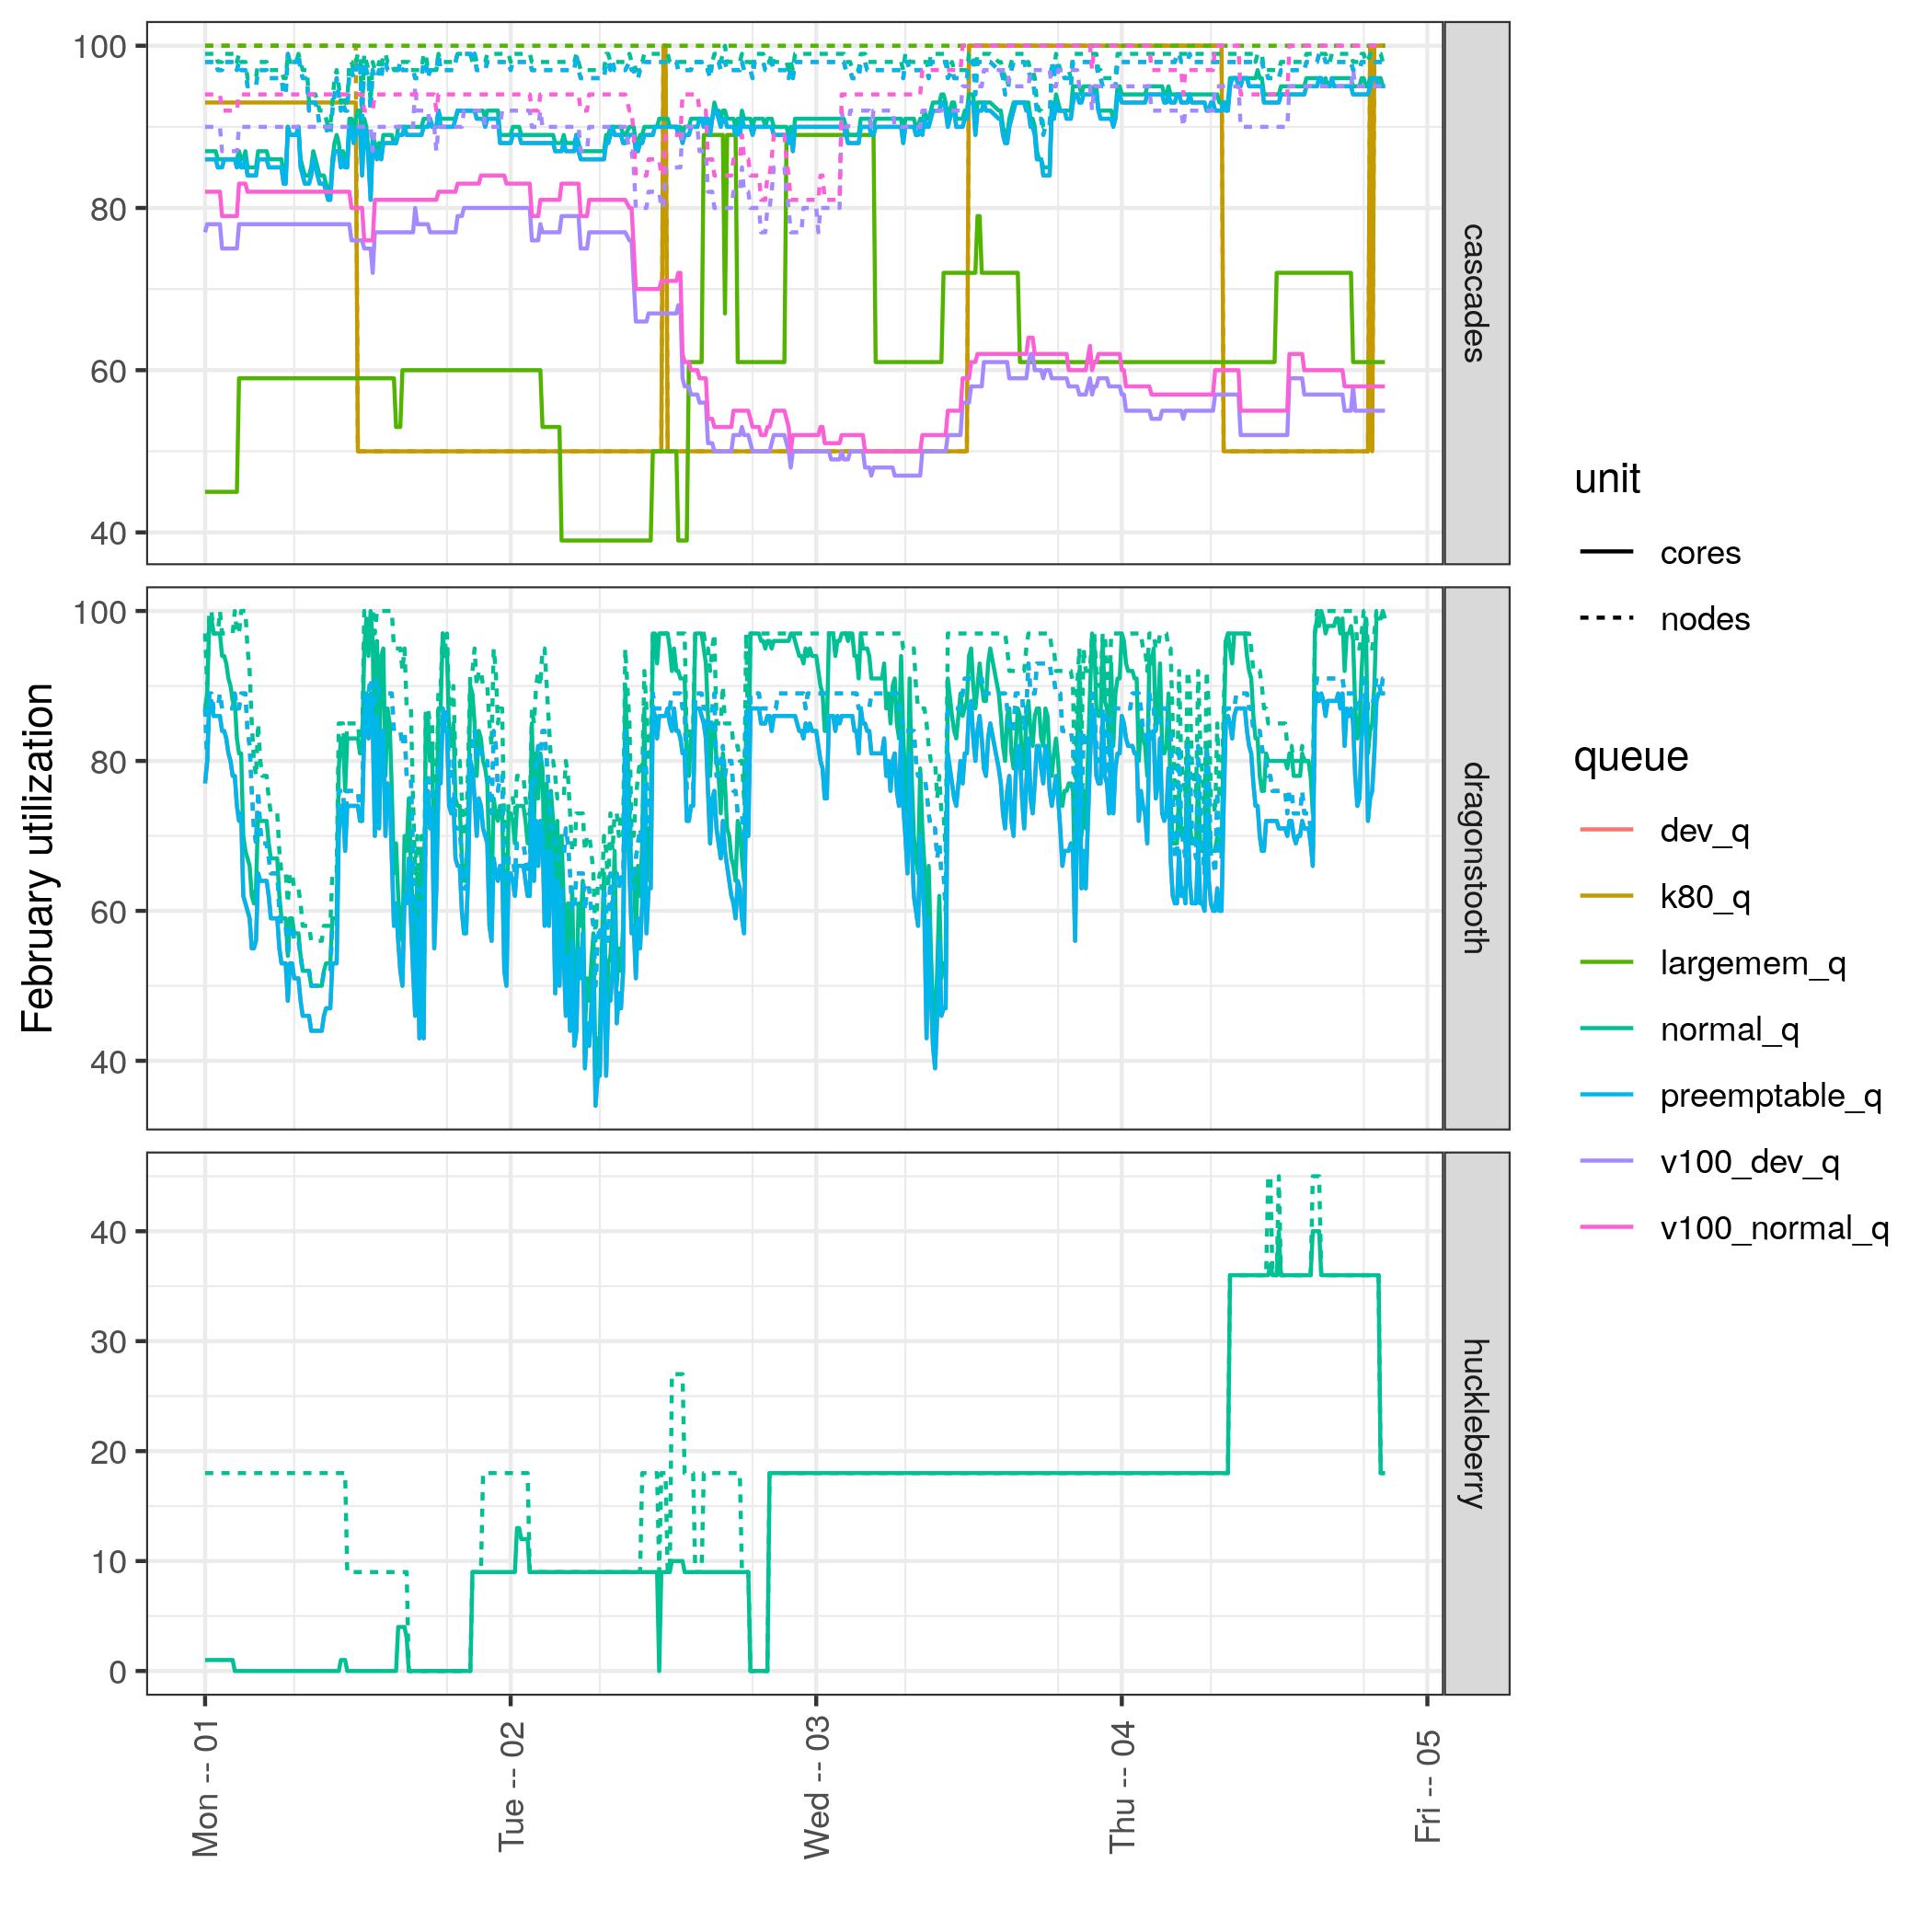 February utilization
100
80
60
40
cascades
100
80
60
40
dragonstooth
40
30
20
10
0
huckleberry
Mon -- 01
Tue -- 02
Wed -- 03
Thu -- 04
Fri -- 05
unit
cores
nodes
queue
dev_q
k80_q
largemem_q
normal_q
preemptable_q
v100_dev_q
v100_normal_q